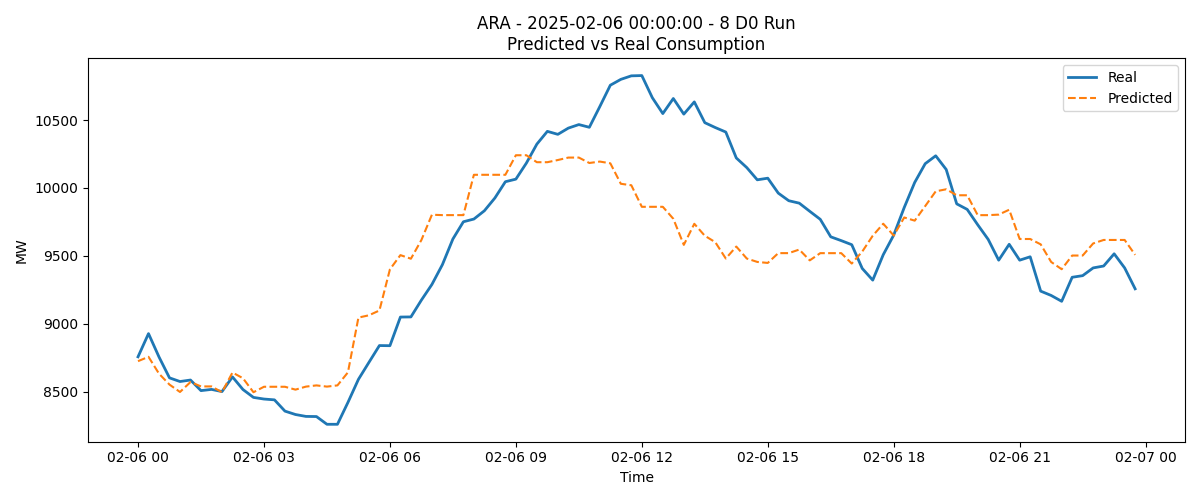 ARA - 2025-02-06 00:00:00 - 8 D0 Run
Predicted vs Real Consumption
Real
Predicted
MW
10500
10000
9500
9000
8500
02-06 00
02-06 03
02-06 06
02-06 09
02-06 12
02-06 15
02-06 18
02-06 21
02-07 00
Time